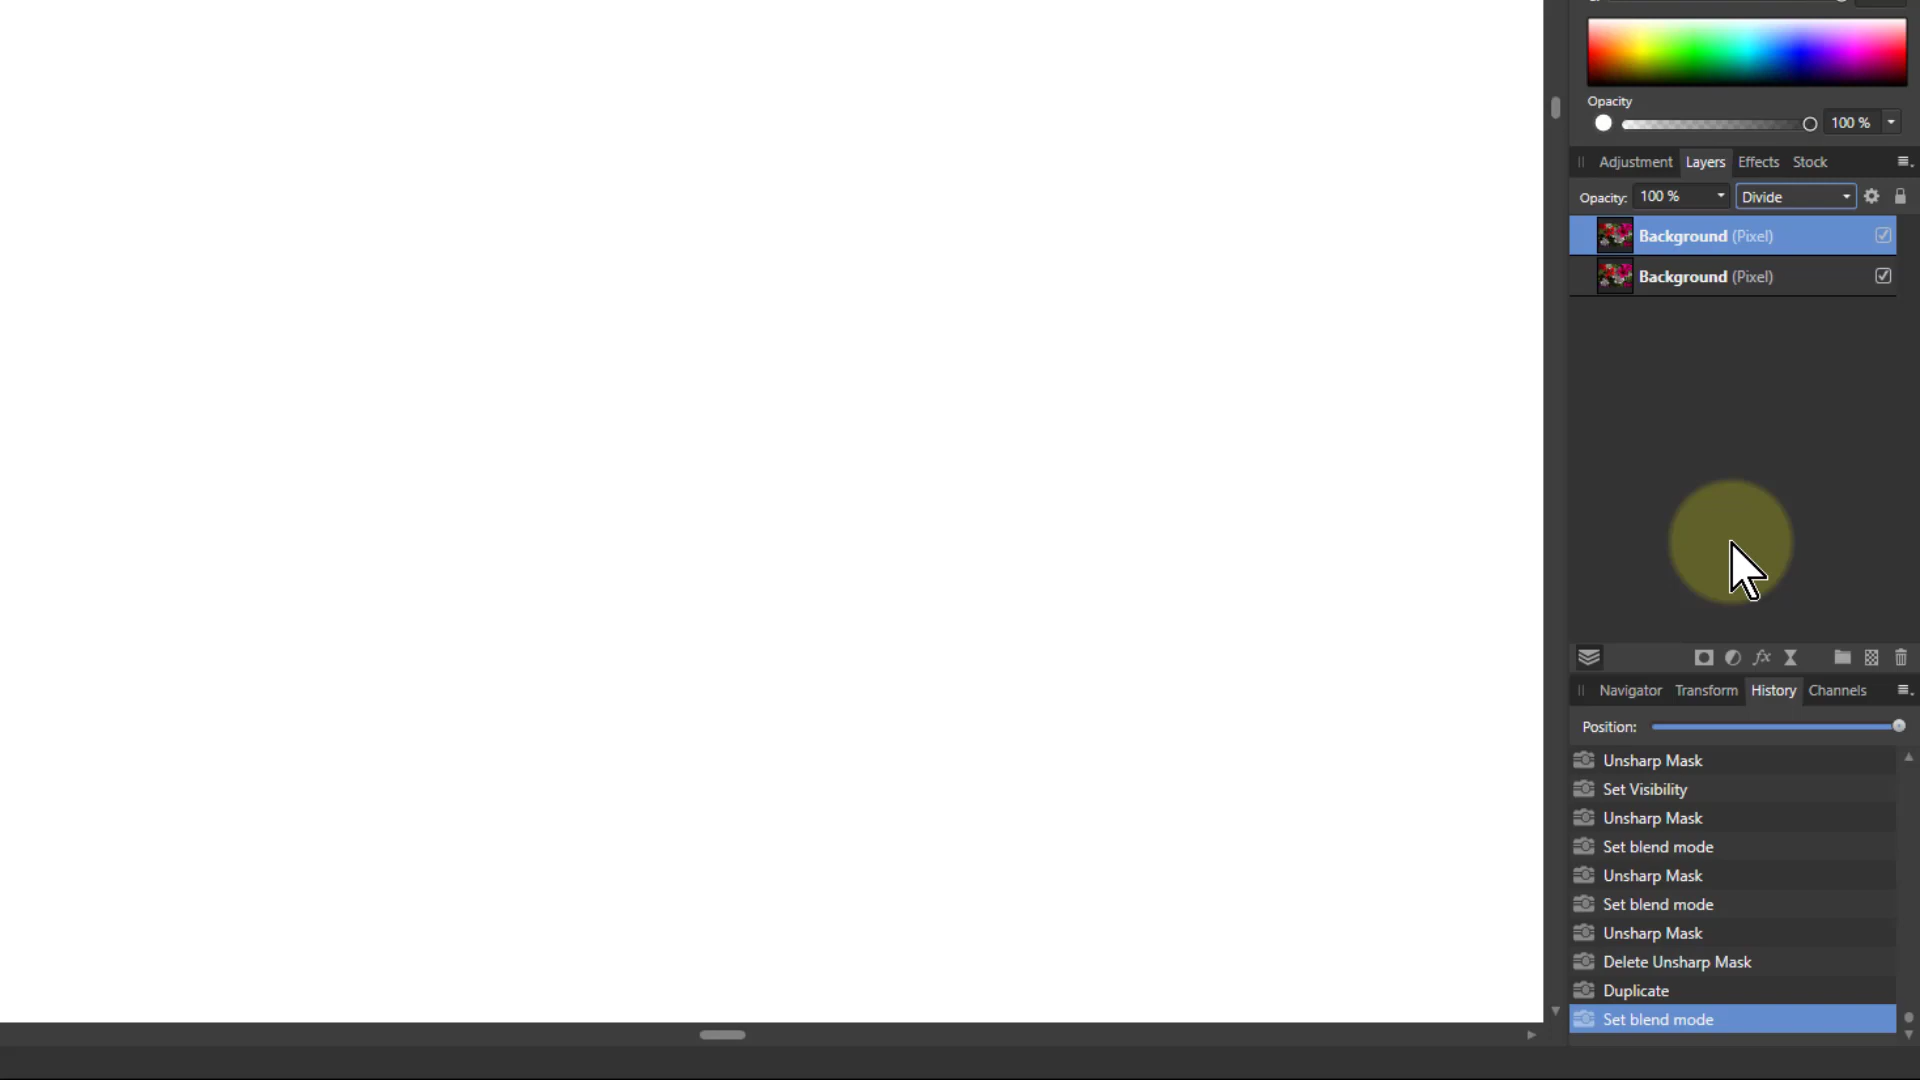 Opacity
100 %
Adjustment Layers Effects Stock
Opacity: 100 % Divide
Background (Pixel)
Background (Pixel)
fx
Navigator Transform History Channels
Position:
Unsharp Mask
Set Visibility
Unsharp Mask
Set blend mode
Unsharp Mask
Set blend mode
Unsharp Mask
Delete Unsharp Mask
Duplicate
Set blend mode